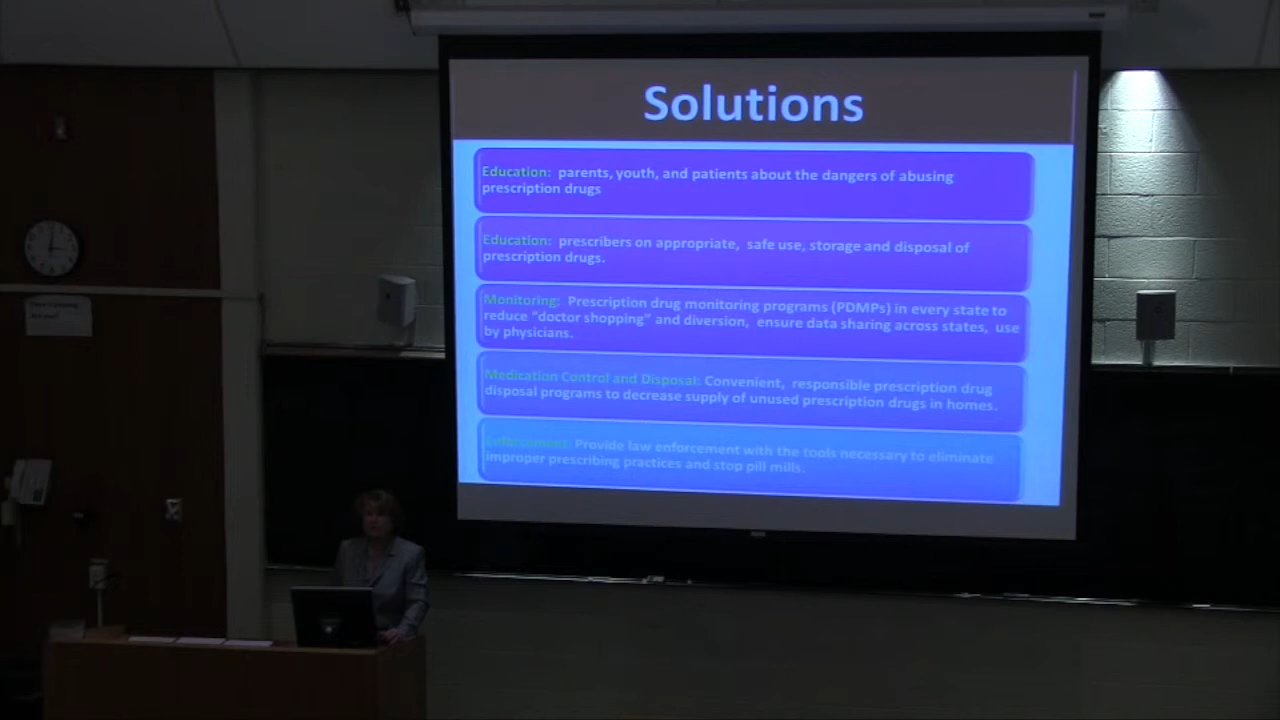 Solutions
Education: parents, youth, and patients about the dangers of abusing
prescription drugs
Education: prescribers on appropriate, safe use, storage and disposal of
prescription drugs.
Monitoring: Prescription drug monitoring programs (PDMPs) in every state to
reduce "doctor shopping" and diversion, ensure data sharing across states, use
by physicians.
Medication Control and Disposal: Convenient, responsible prescription drug
disposal programs to decrease supply of unused prescription drugs in homes.
Enforcement: Provide law enforcement with the tools necessary to eliminate
improper prescribing practices and stop pill mills.